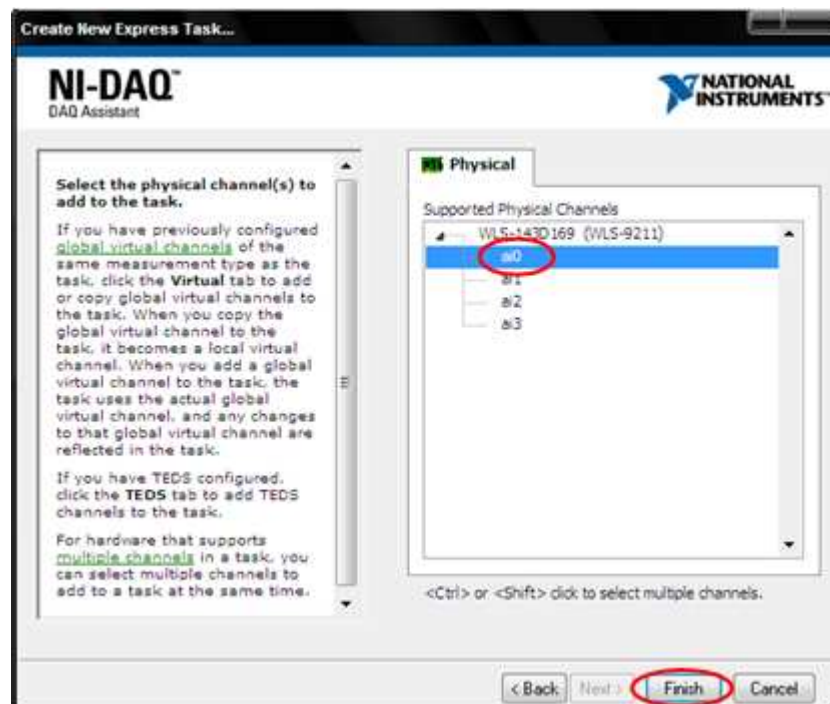 Create New Express Task...
NI-DAQ™
DAQ Assistant
NATIONAL
INSTRUMENTS™
Select the physical channel(s) to
add to the task.
If you have previously configured
global virtual channels of the
same measurement type as the
task, click the Virtual tab to add
or copy global virtual channels to
the task. When you copy the
global virtual channel to the
task, it becomes a local virtual
channel. When you add a global
virtual channel to the task, the
task uses the actual global
virtual channel, and any changes
to that global virtual channel are
reflected in the task.
If you have TEDS configured,
click the TEDS tab to add TEDS
channels to the task.
For hardware that supports
multiple channels in a task, you
can select multiple channels to
add to a task at the same time.
Physical
Supported Physical Channels
WLS-143D169 (WLS-9211)
ai0
ai1
ai2
ai3
<Ctrl> or <Shift> click to select multiple channels.
< Back
Next >
Finish
Cancel